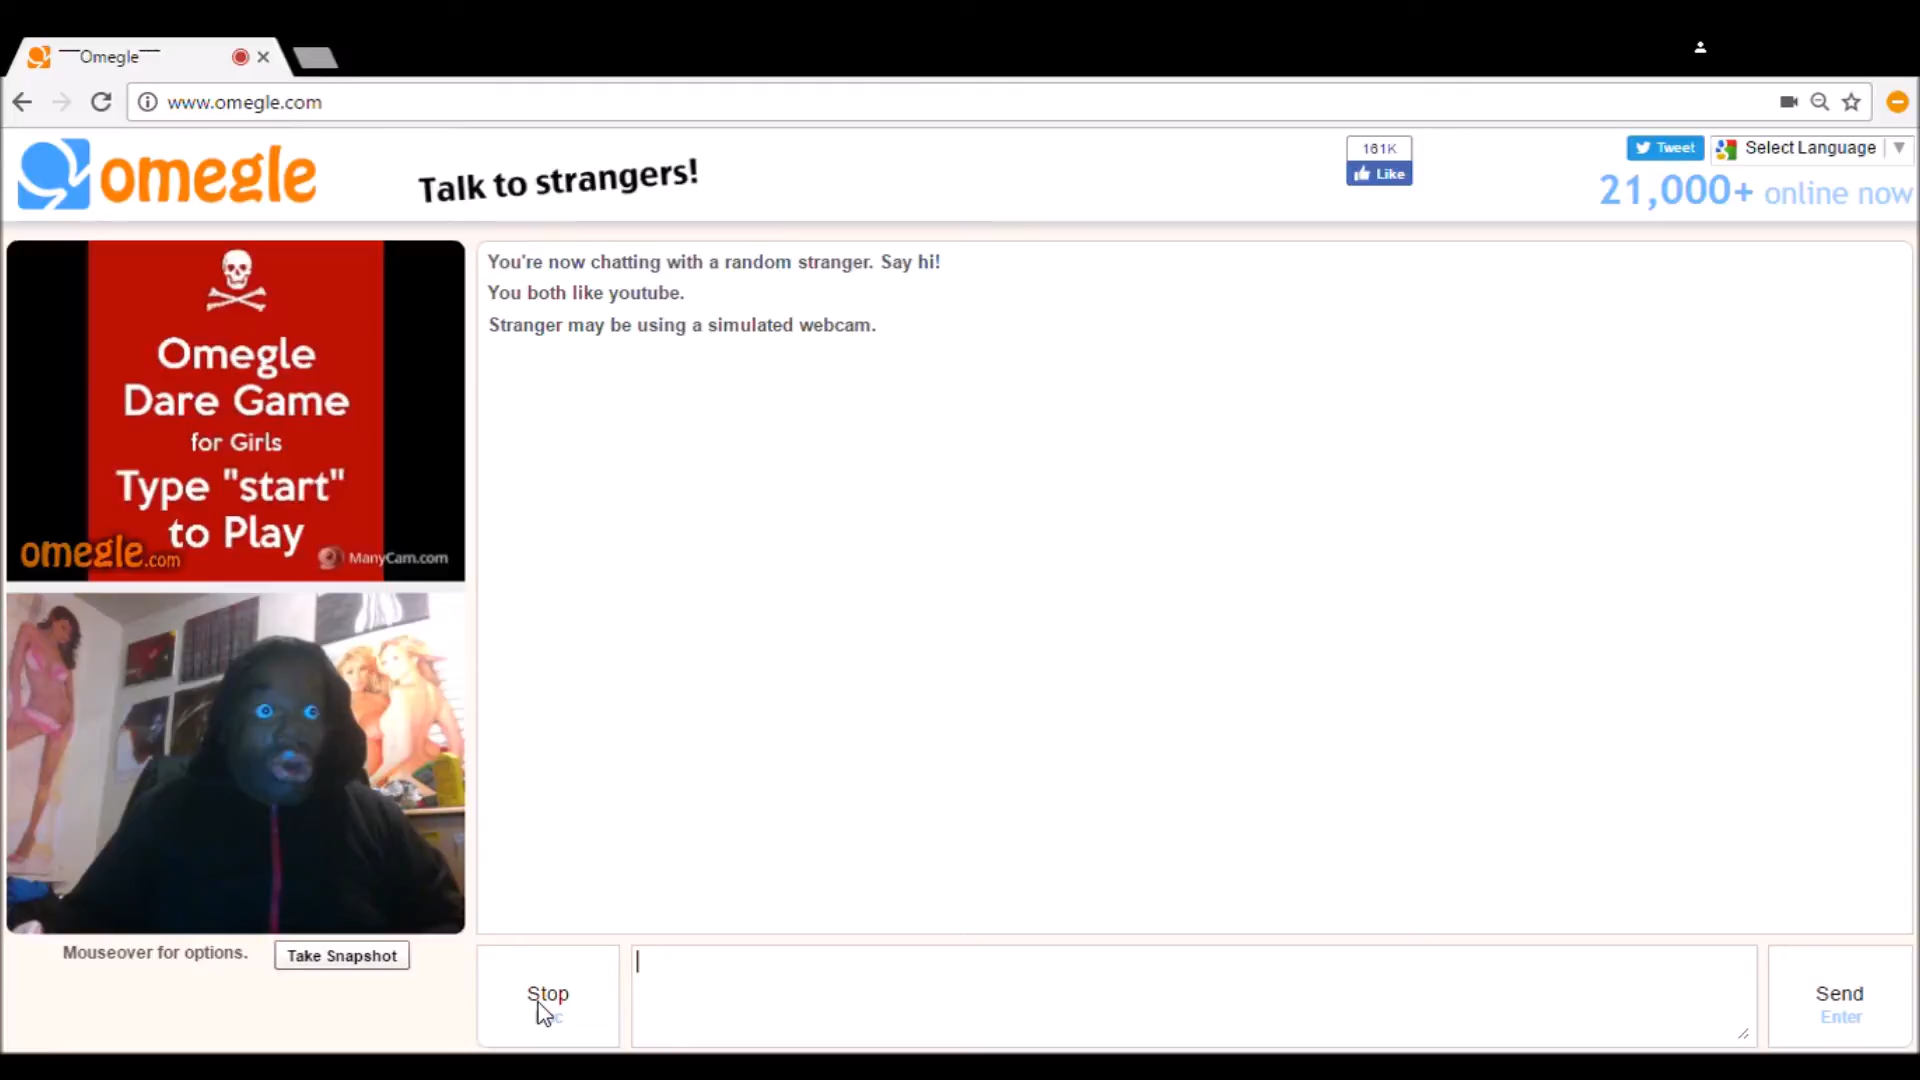 Omegle
www.omegle.com
omegle
Talk to strangers!
161K
Like
Tweet
Select Language
21,000+ online now
Omegle
Dare Game
for Girls
Type "start"
to Play
omegle.com
ManyCam.com
You're now chatting with a random stranger. Say hi!
You both like youtube.
Stranger may be using a simulated webcam.
Mouseover for options.
Take Snapshot
Stop
Send
Enter